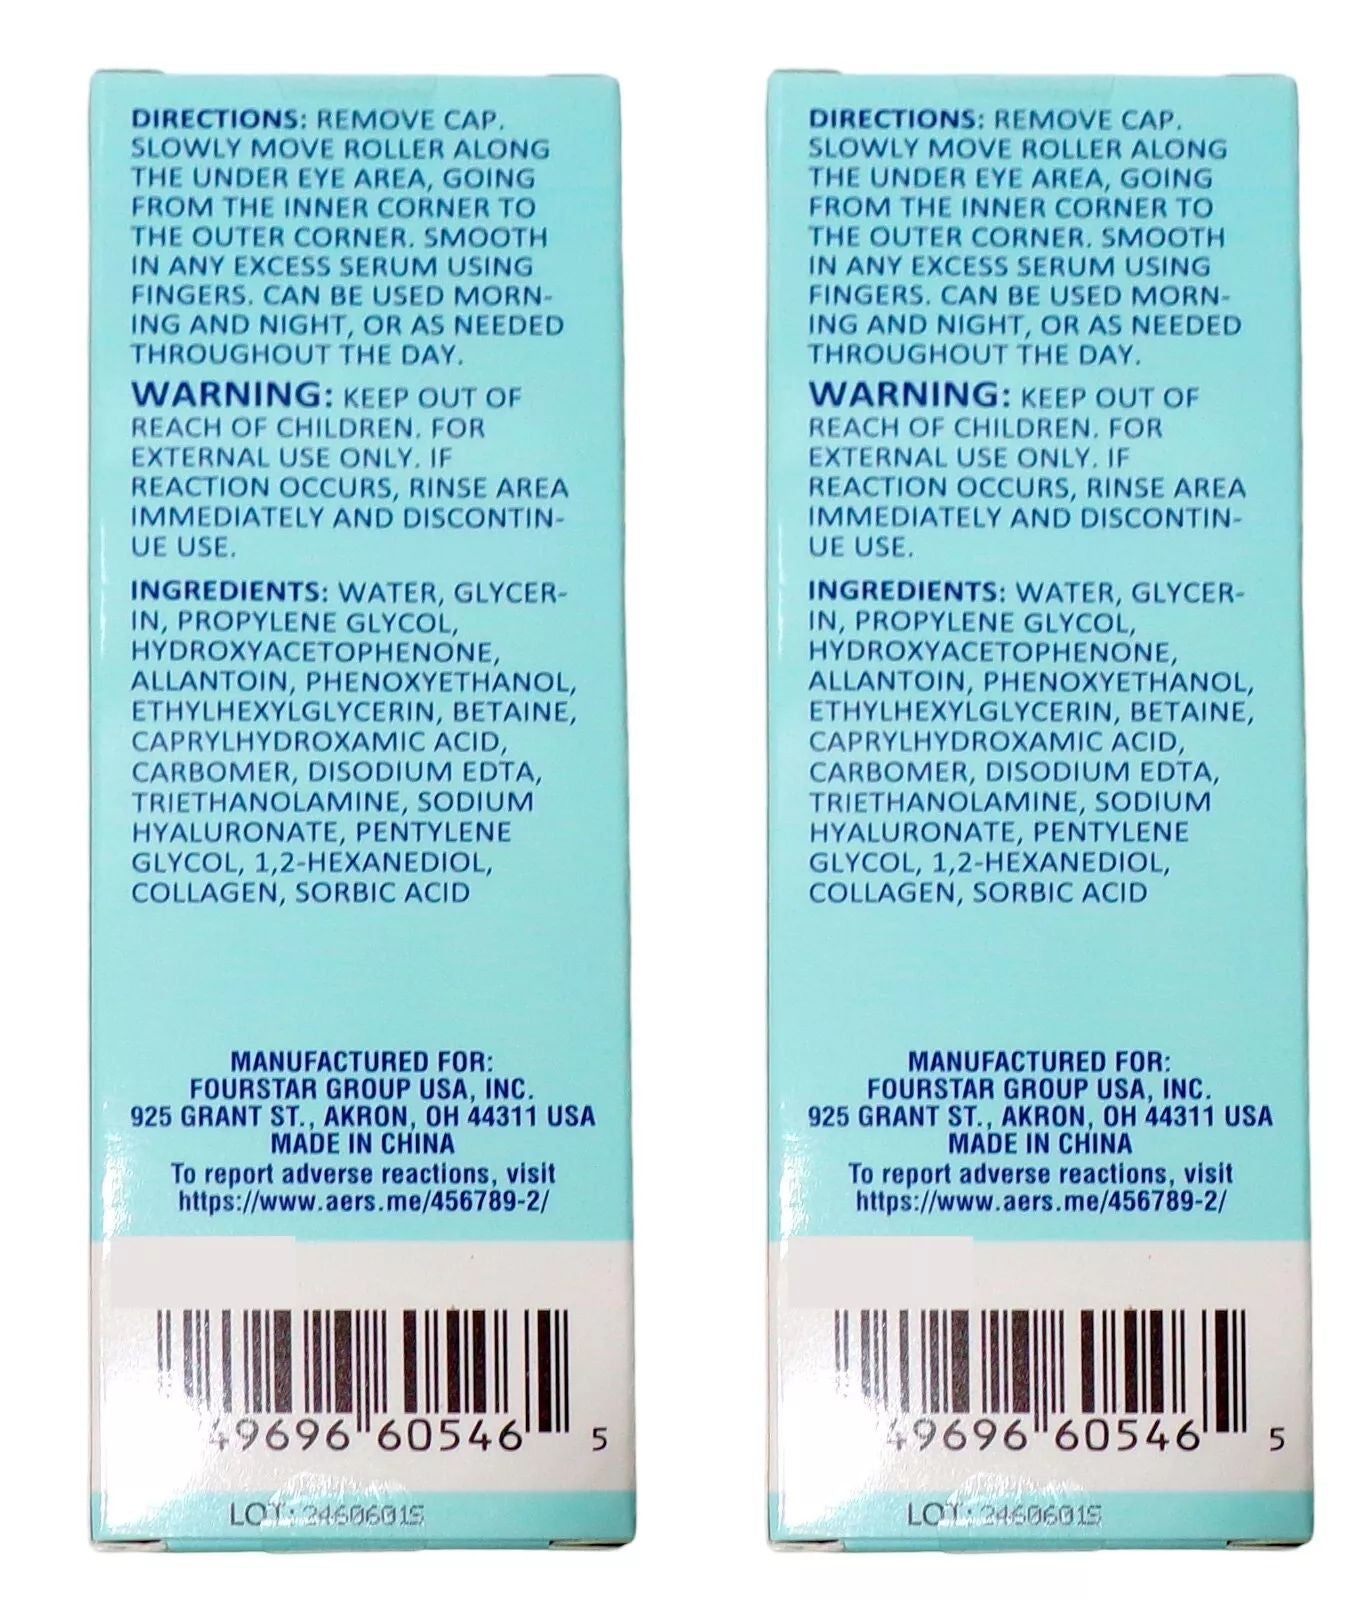 DIRECTIONS: REMOVE CAP.
SLOWLY MOVE ROLLER ALONG
THE UNDER EYE AREA, GOING
FROM THE INNER CORNER TO
THE OUTER CORNER. SMOOTH
IN ANY EXCESS SERUM USING
FINGERS. CAN BE USED MORN-
ING AND NIGHT, OR AS NEEDED
THROUGHOUT THE DAY.
WARNING: KEEP OUT OF
REACH OF CHILDREN. FOR
EXTERNAL USE ONLY. IF
REACTION OCCURS, RINSE AREA
IMMEDIATELY AND DISCONTIN-
UE USE.
INGREDIENTS: WATER, GLYCER-
IN, PROPYLENE GLYCOL,
HYDROXYACETOPHENONE,
ALLANTOIN, PHENOXYETHANOL,
ETHYLHEXYLGLYCERIN, BETAINE,
CAPRYLHYDROXAMIC ACID,
CARBOMER, DISODIUM EDTA,
TRIETHANOLAMINE, SODIUM
HYALURONATE, PENTYLENE
GLYCOL, 1,2-HEXANEDIOL,
COLLAGEN, SORBIC ACID
MANUFACTURED FOR:
FOURSTAR GROUP USA, INC.
925 GRANT ST., AKRON, OH 44311 USA
MADE IN CHINA
To report adverse reactions, visit
https://www.aers.me/456789-2/
49696 60546 5
LOT: 24606015
DIRECTIONS: REMOVE CAP.
SLOWLY MOVE ROLLER ALONG
THE UNDER EYE AREA, GOING
FROM THE INNER CORNER TO
THE OUTER CORNER. SMOOTH
IN ANY EXCESS SERUM USING
FINGERS. CAN BE USED MORN-
ING AND NIGHT, OR AS NEEDED
THROUGHOUT THE DAY.
WARNING: KEEP OUT OF
REACH OF CHILDREN. FOR
EXTERNAL USE ONLY. IF
REACTION OCCURS, RINSE AREA
IMMEDIATELY AND DISCONTIN-
UE USE.
INGREDIENTS: WATER, GLYCER-
IN, PROPYLENE GLYCOL,
HYDROXYACETOPHENONE,
ALLANTOIN, PHENOXYETHANOL,
ETHYLHEXYLGLYCERIN, BETAINE,
CAPRYLHYDROXAMIC ACID,
CARBOMER, DISODIUM EDTA,
TRIETHANOLAMINE, SODIUM
HYALURONATE, PENTYLENE
GLYCOL, 1,2-HEXANEDIOL,
COLLAGEN, SORBIC ACID
MANUFACTURED FOR:
FOURSTAR GROUP USA, INC.
925 GRANT ST., AKRON, OH 44311 USA
MADE IN CHINA
To report adverse reactions, visit
https://www.aers.me/456789-2/
49696 60546 5
LOT: 24606015